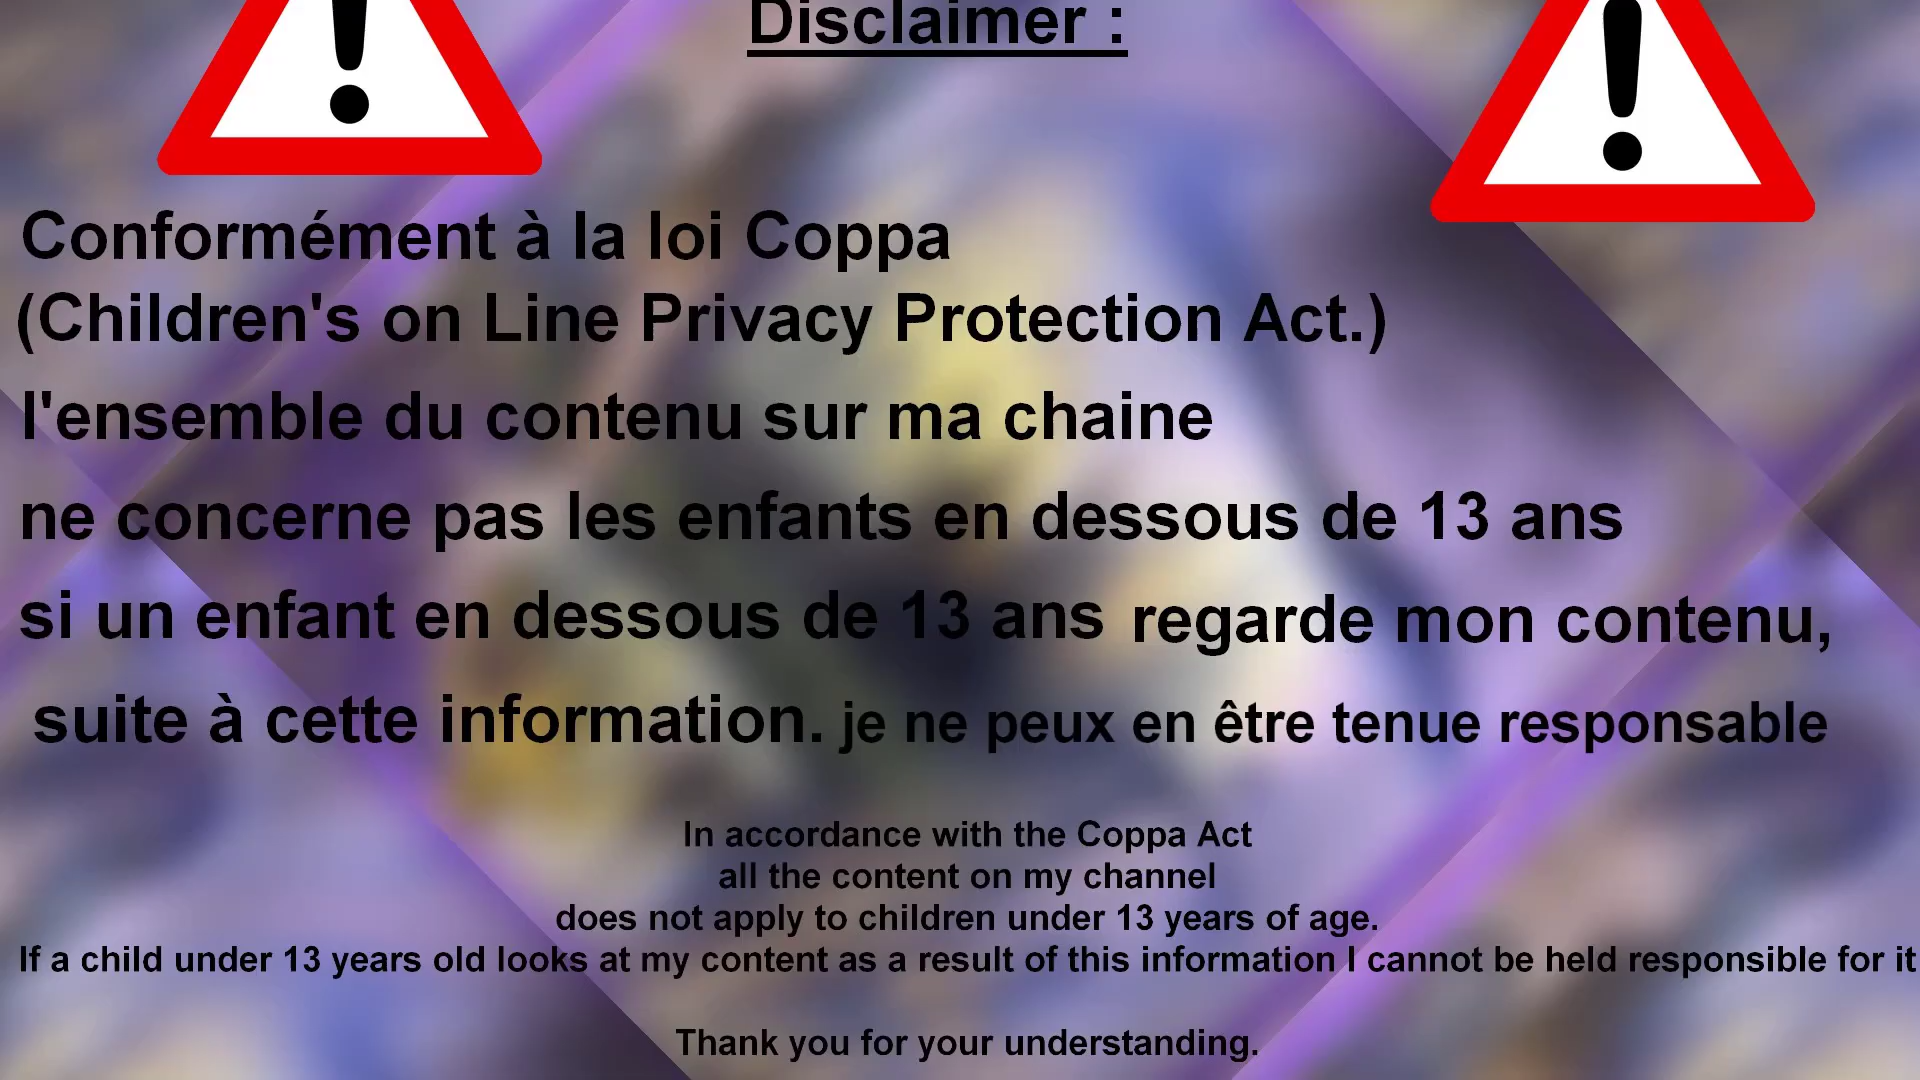 Disclaimer :
Conformément à la loi Coppa
(Children's on Line Privacy Protection Act.)
l'ensemble du contenu sur ma chaine
ne concerne pas les enfants en dessous de 13 ans
si un enfant en dessous de 13 ans regarde mon contenu,
suite à cette information. je ne peux en être tenue responsable
In accordance with the Coppa Act
all the content on my channel
does not apply to children under 13 years of age.
If a child under 13 years old looks at my content as a result of this information I cannot be held responsible for it
Thank you for your understanding.